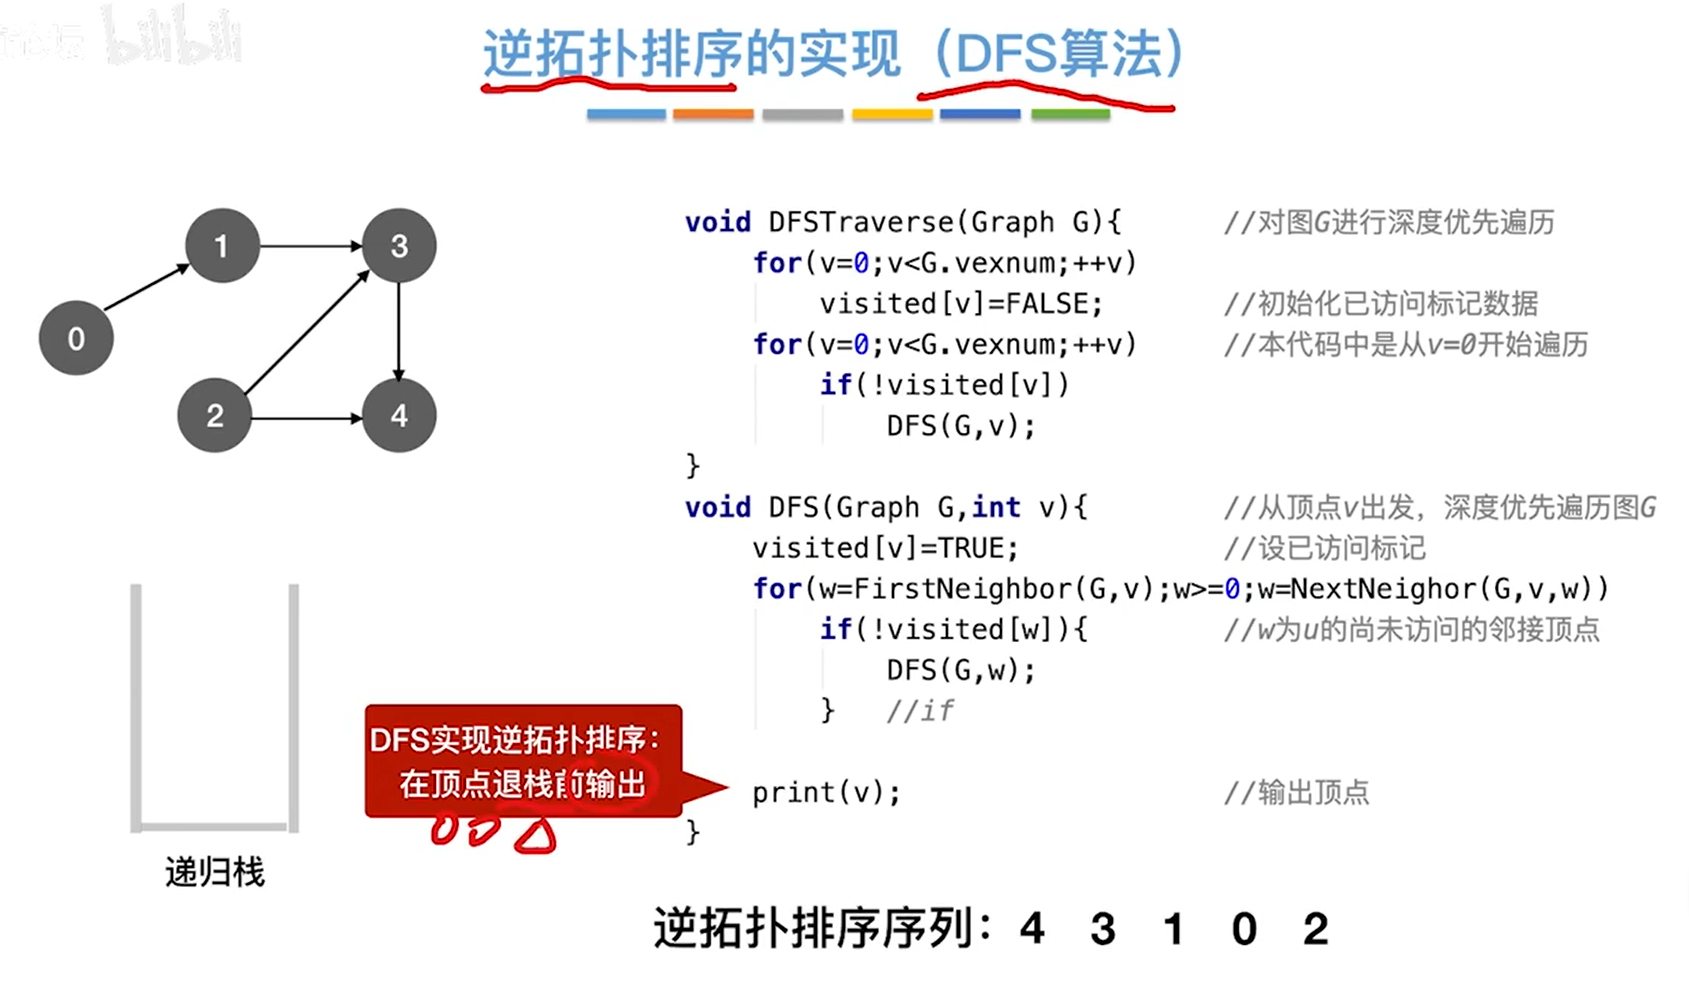 bilibili
逆拓扑排序的实现（DFS算法）
1
3
0
2
4
void DFSTraverse(Graph G){ //对图G进行深度优先遍历
for(v=0;v<G.vexnum;++v)
visited[v]=FALSE; //初始化已访问标记数据
for(v=0;v<G.vexnum;++v) //本代码中是从v=0开始遍历
if(!visited[v])
DFS(G,v);
}
void DFS(Graph G,int v){ //从顶点v出发，深度优先遍历图G
visited[v]=TRUE; //设已访问标记
for(w=FirstNeighbor(G,v);w>=0;w=NextNeighor(G,v,w))
if(!visited[w]){ //w为u的尚未访问的邻接顶点
DFS(G,w);
} //if
print(v); //输出顶点
}
DFS实现逆拓扑排序：
在顶点退栈前输出
递归栈
逆拓扑排序序列：4 3 1 0 2